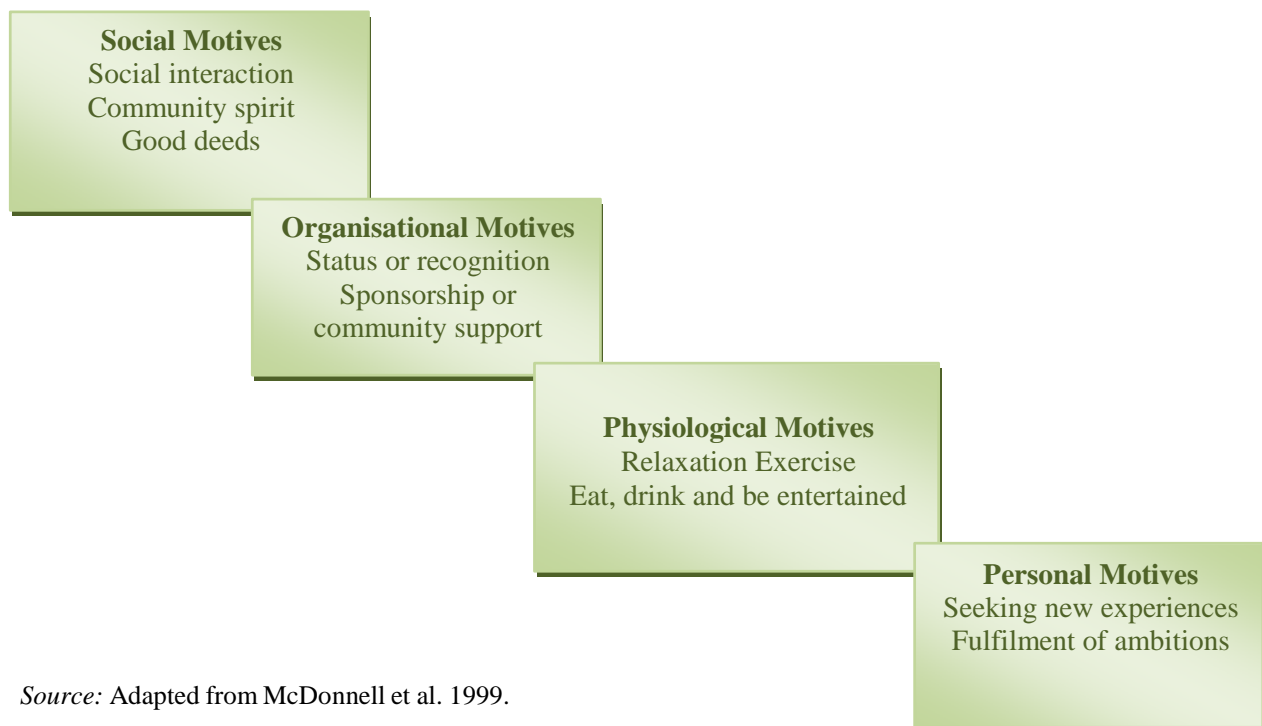 Social Motives
Social interaction
Community spirit
Good deeds
Organisational Motives
Status or recognition
Sponsorship or
community support
Physiological Motives
Relaxation Exercise
Eat, drink and be entertained
Personal Motives
Seeking new experiences
Fulfilment of ambitions
Source: Adapted from McDonnell et al. 1999.